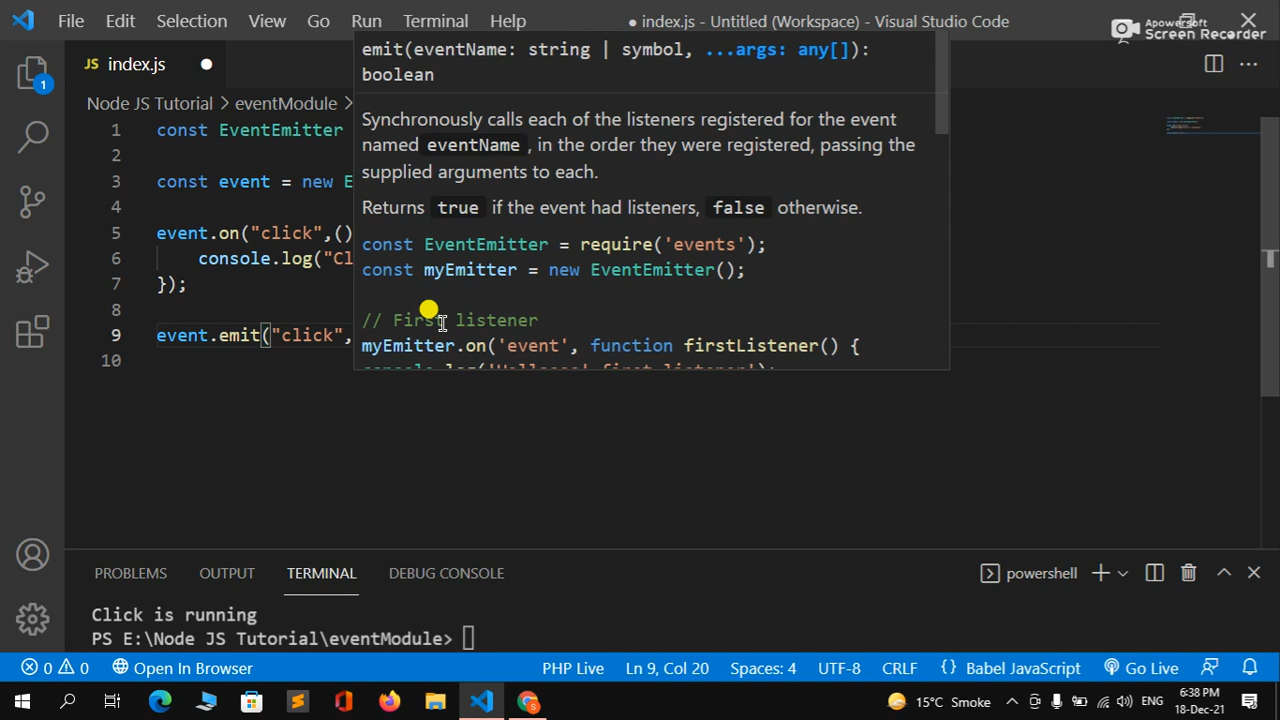 File Edit Selection View Go Run Terminal Help
● index.js - Untitled (Workspace) - Visual Studio Code
Apowersoft
Screen Recorder
JS index.js
Node JS Tutorial > eventModule >
1 const EventEmitter
2
3 const event = new E
4
5 event.on("click",()
6 console.log("Cl
7 });
8
9 event.emit("click",
10
emit(eventName: string | symbol, ...args: any[]):
boolean
Synchronously calls each of the listeners registered for the event
named eventName , in the order they were registered, passing the
supplied arguments to each.
Returns true if the event had listeners, false otherwise.
const EventEmitter = require('events');
const myEmitter = new EventEmitter();
// First listener
myEmitter.on('event', function firstListener() {
1
PROBLEMS OUTPUT TERMINAL DEBUG CONSOLE
powershell
Click is running
PS E:\Node JS Tutorial\eventModule>
0 0 Open In Browser PHP Live Ln 9, Col 20 Spaces: 4 UTF-8 CRLF {} Babel JavaScript Go Live
15°C Smoke ENG 6:38 PM
18-Dec-21